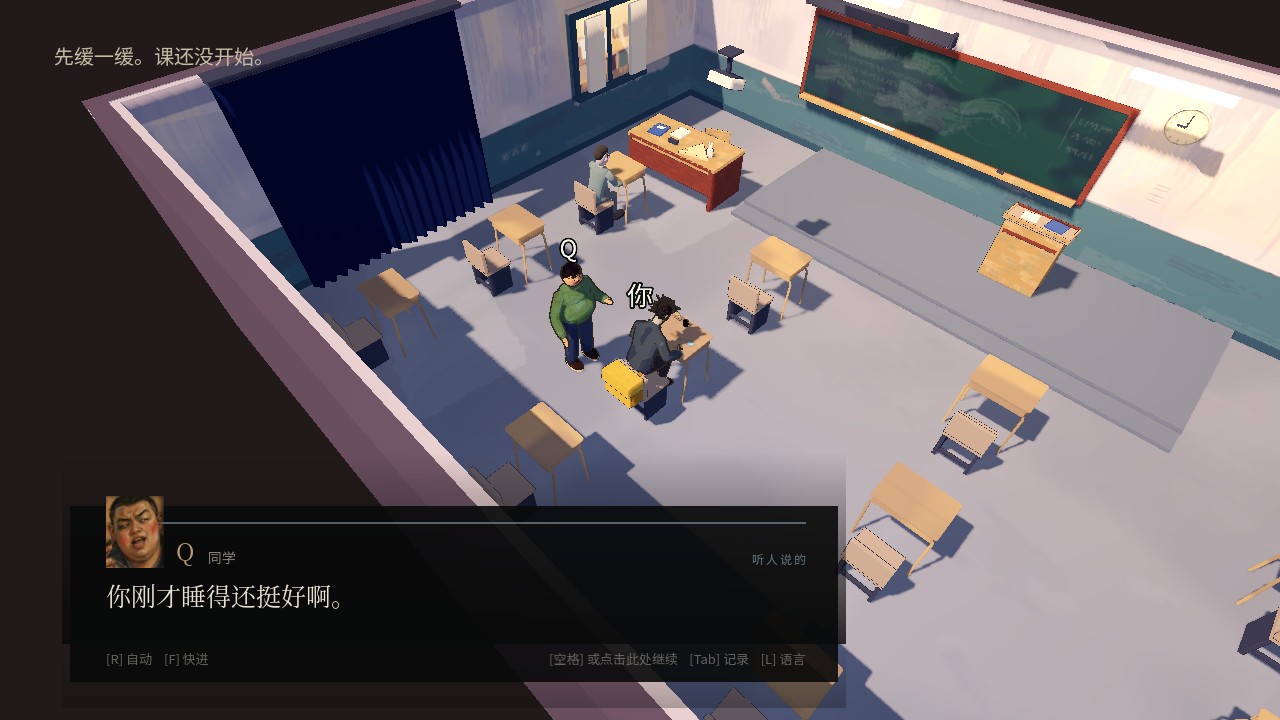 先缓一缓。课还没开始。
Q
你
Q 同学
听人说的
你刚才睡得还挺好啊。
[R] 自动 [F] 快进
[空格] 或点击此处继续 [Tab] 记录 [L] 语言